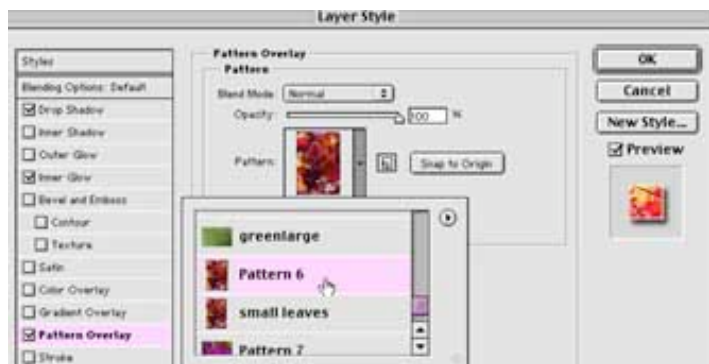 Layer Style
Styles
Blending Options: Default
Drop Shadow
Inner Shadow
Outer Glow
Inner Glow
Bevel and Emboss
Contour
Texture
Satin
Color Overlay
Gradient Overlay
Pattern Overlay
Stroke
Pattern Overlay
Pattern
Blend Mode: Normal
Opacity: 100 %
Pattern:
Snap to Origin
greenlarge
Pattern 6
small leaves
Pattern 7
OK
Cancel
New Style...
Preview